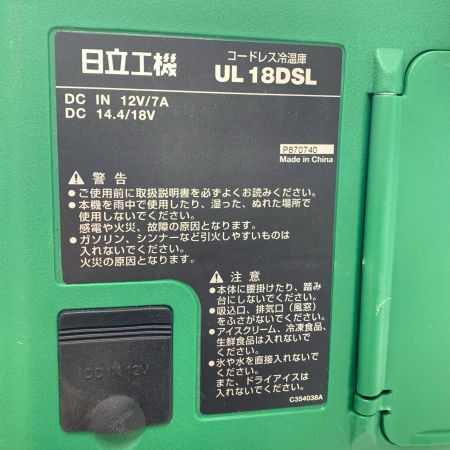 日立工機
コードレス冷温庫
UL 18DSL
DC IN 12V/7A
DC 14.4/18V
P870740
Made in China
警告
●ご使用前に取扱説明書を必ずよくお読みください。
●本機を雨中で使用したり、湿った、ぬれた場所で
使用しないでください。
感電や火災、故障の原因となります。
●ガソリン、シンナーなど引火しやすいものは
入れないでください。
火災の原因となります。
注意
●本体に腰掛けたり、踏み
台にしないでください。
●吸込口、排気口(風窓)
をふさがないでください。
●アイスクリーム、冷凍食品、
生鮮食品は入れないで
ください。
●氷や水を直接入れないで
ください。
また、ドライアイスは
入れないでください。
C354038A
DC IN 12V